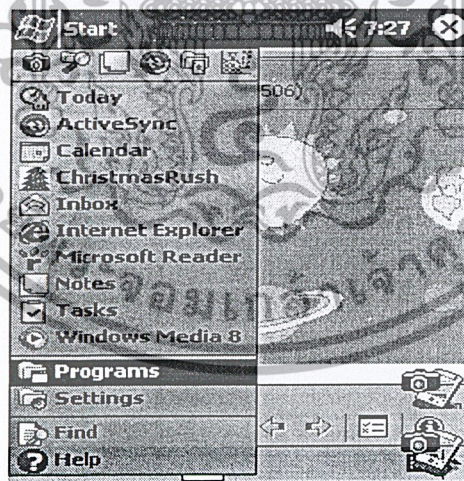 Start 7:27
Today
506)
ActiveSync
Calendar
ChristmasRush
Inbox
Internet Explorer
Microsoft Reader
Notes
Tasks
Windows Media 8
Programs
Settings
Find
Help